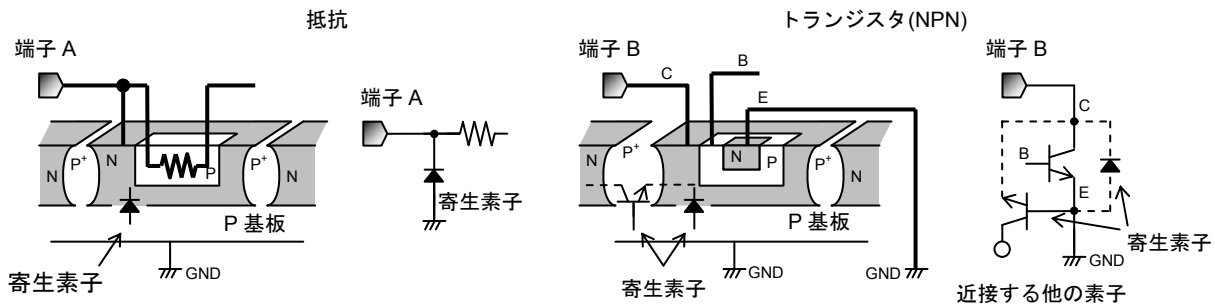 抵抗
端子 A
N
P+
N
P
P+
N
P 基板
寄生素子
GND
端子 A
寄生素子
トランジスタ(NPN)
端子 B
C
B
E
N
P+
N
N
P
P+
N
P 基板
寄生素子
GND
GND
端子 B
C
B
E
寄生素子
GND
近接する他の素子